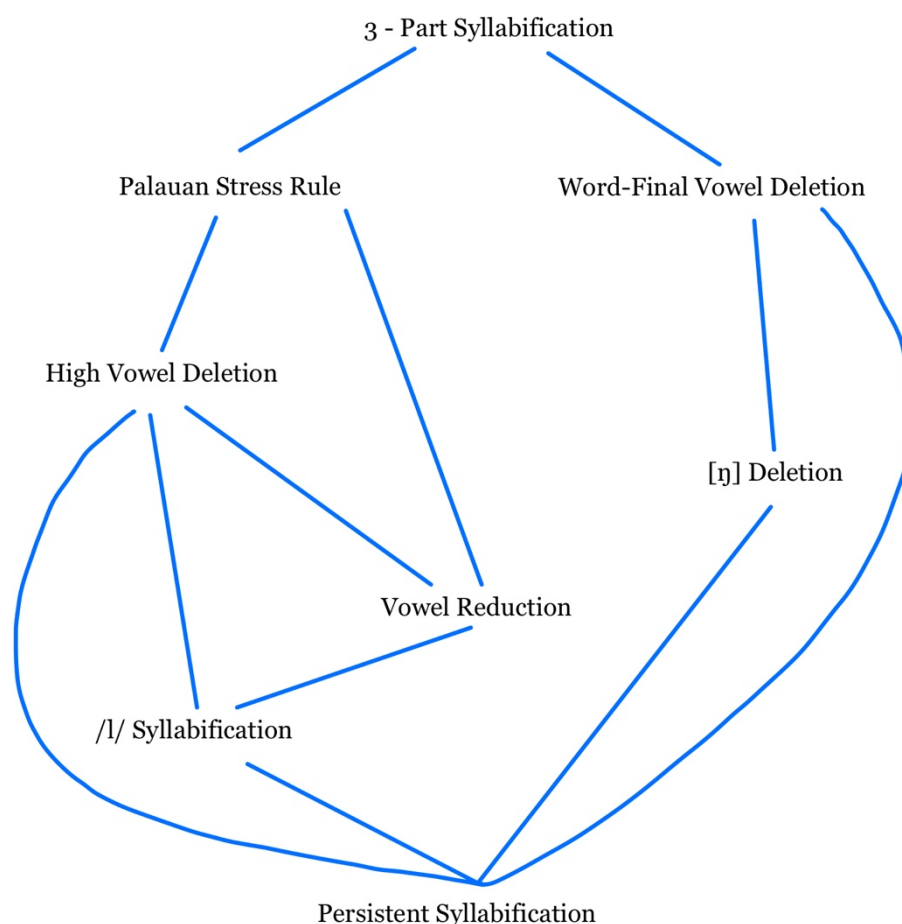 3 - Part Syllabification
Palauan Stress Rule
Word-Final Vowel Deletion
High Vowel Deletion
[ŋ] Deletion
Vowel Reduction
/l/ Syllabification
Persistent Syllabification